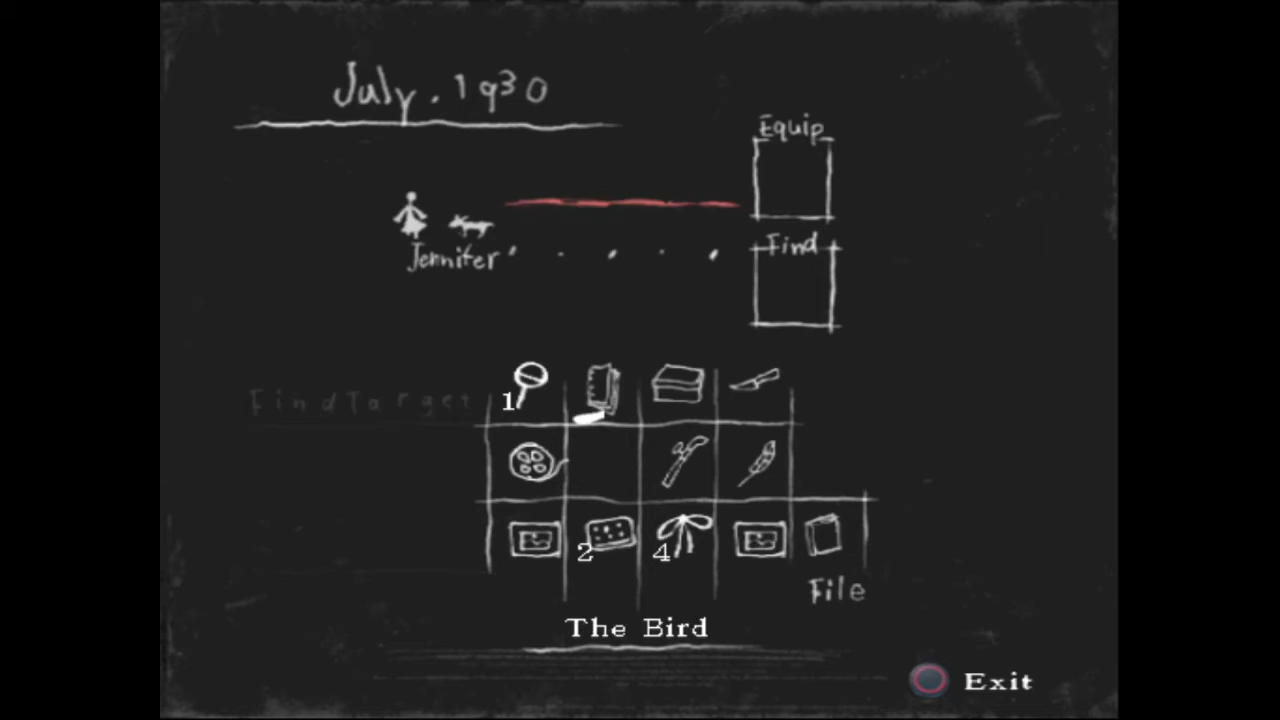 July. 1930
Equip
Jennifer
Find
FindTarget
1
2
4
File
The Bird
Exit